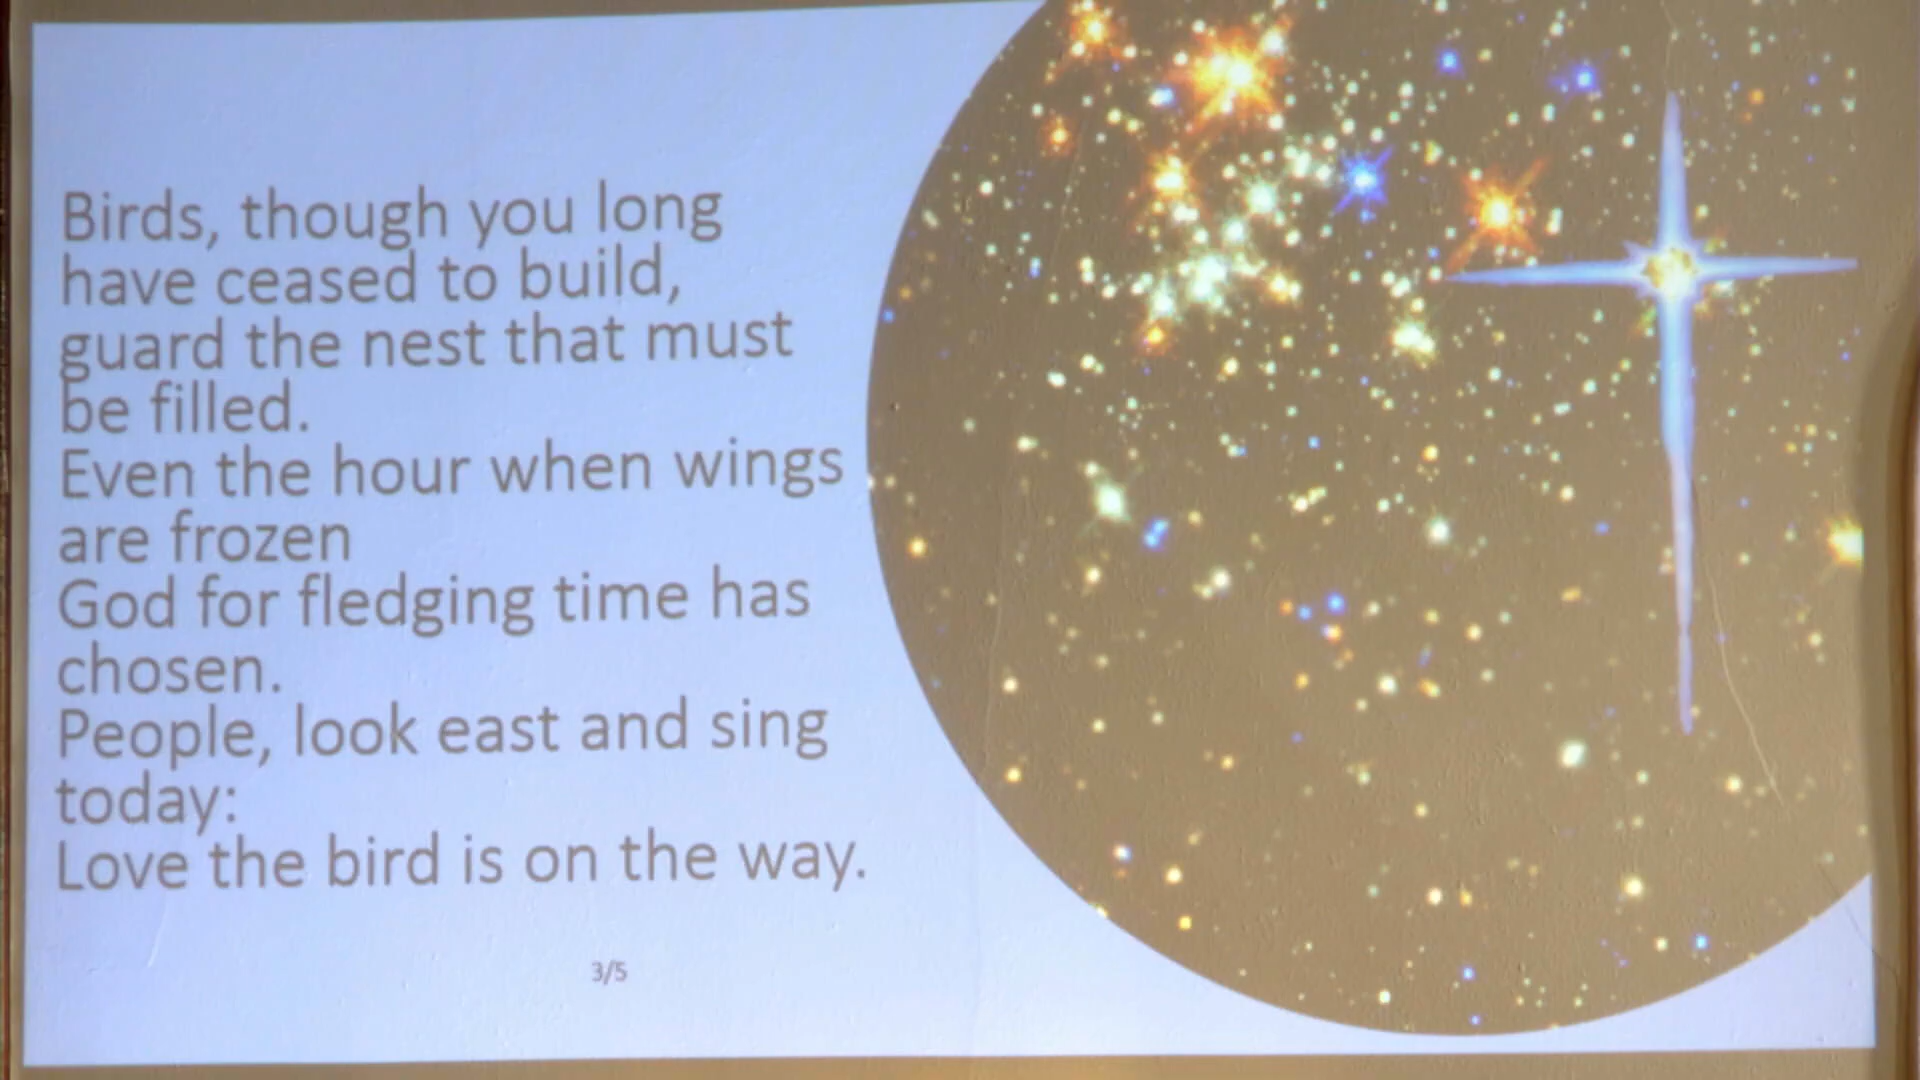 Birds, though you long
have ceased to build,
guard the nest that must
be filled.
Even the hour when wings
are frozen
God for fledging time has
chosen.
People, look east and sing
today:
Love the bird is on the way.
3/5